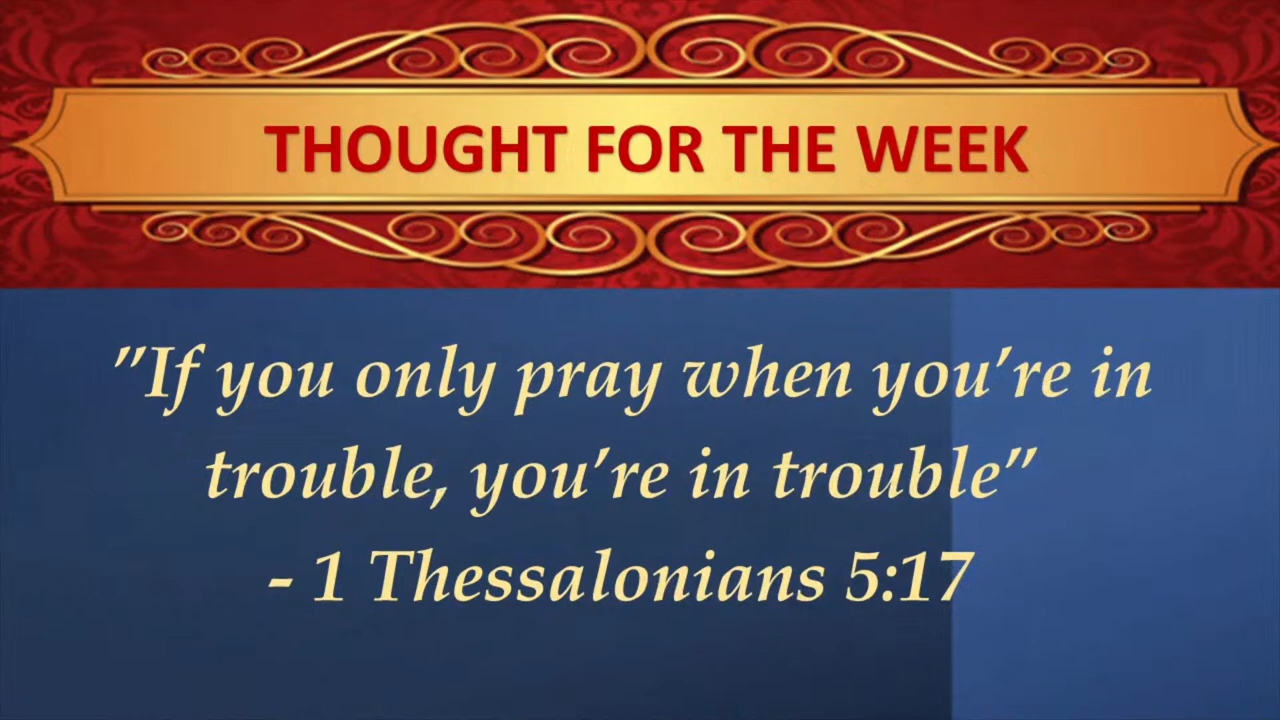 THOUGHT FOR THE WEEK
"If you only pray when you’re in
trouble, you’re in trouble”
- 1 Thessalonians 5:17